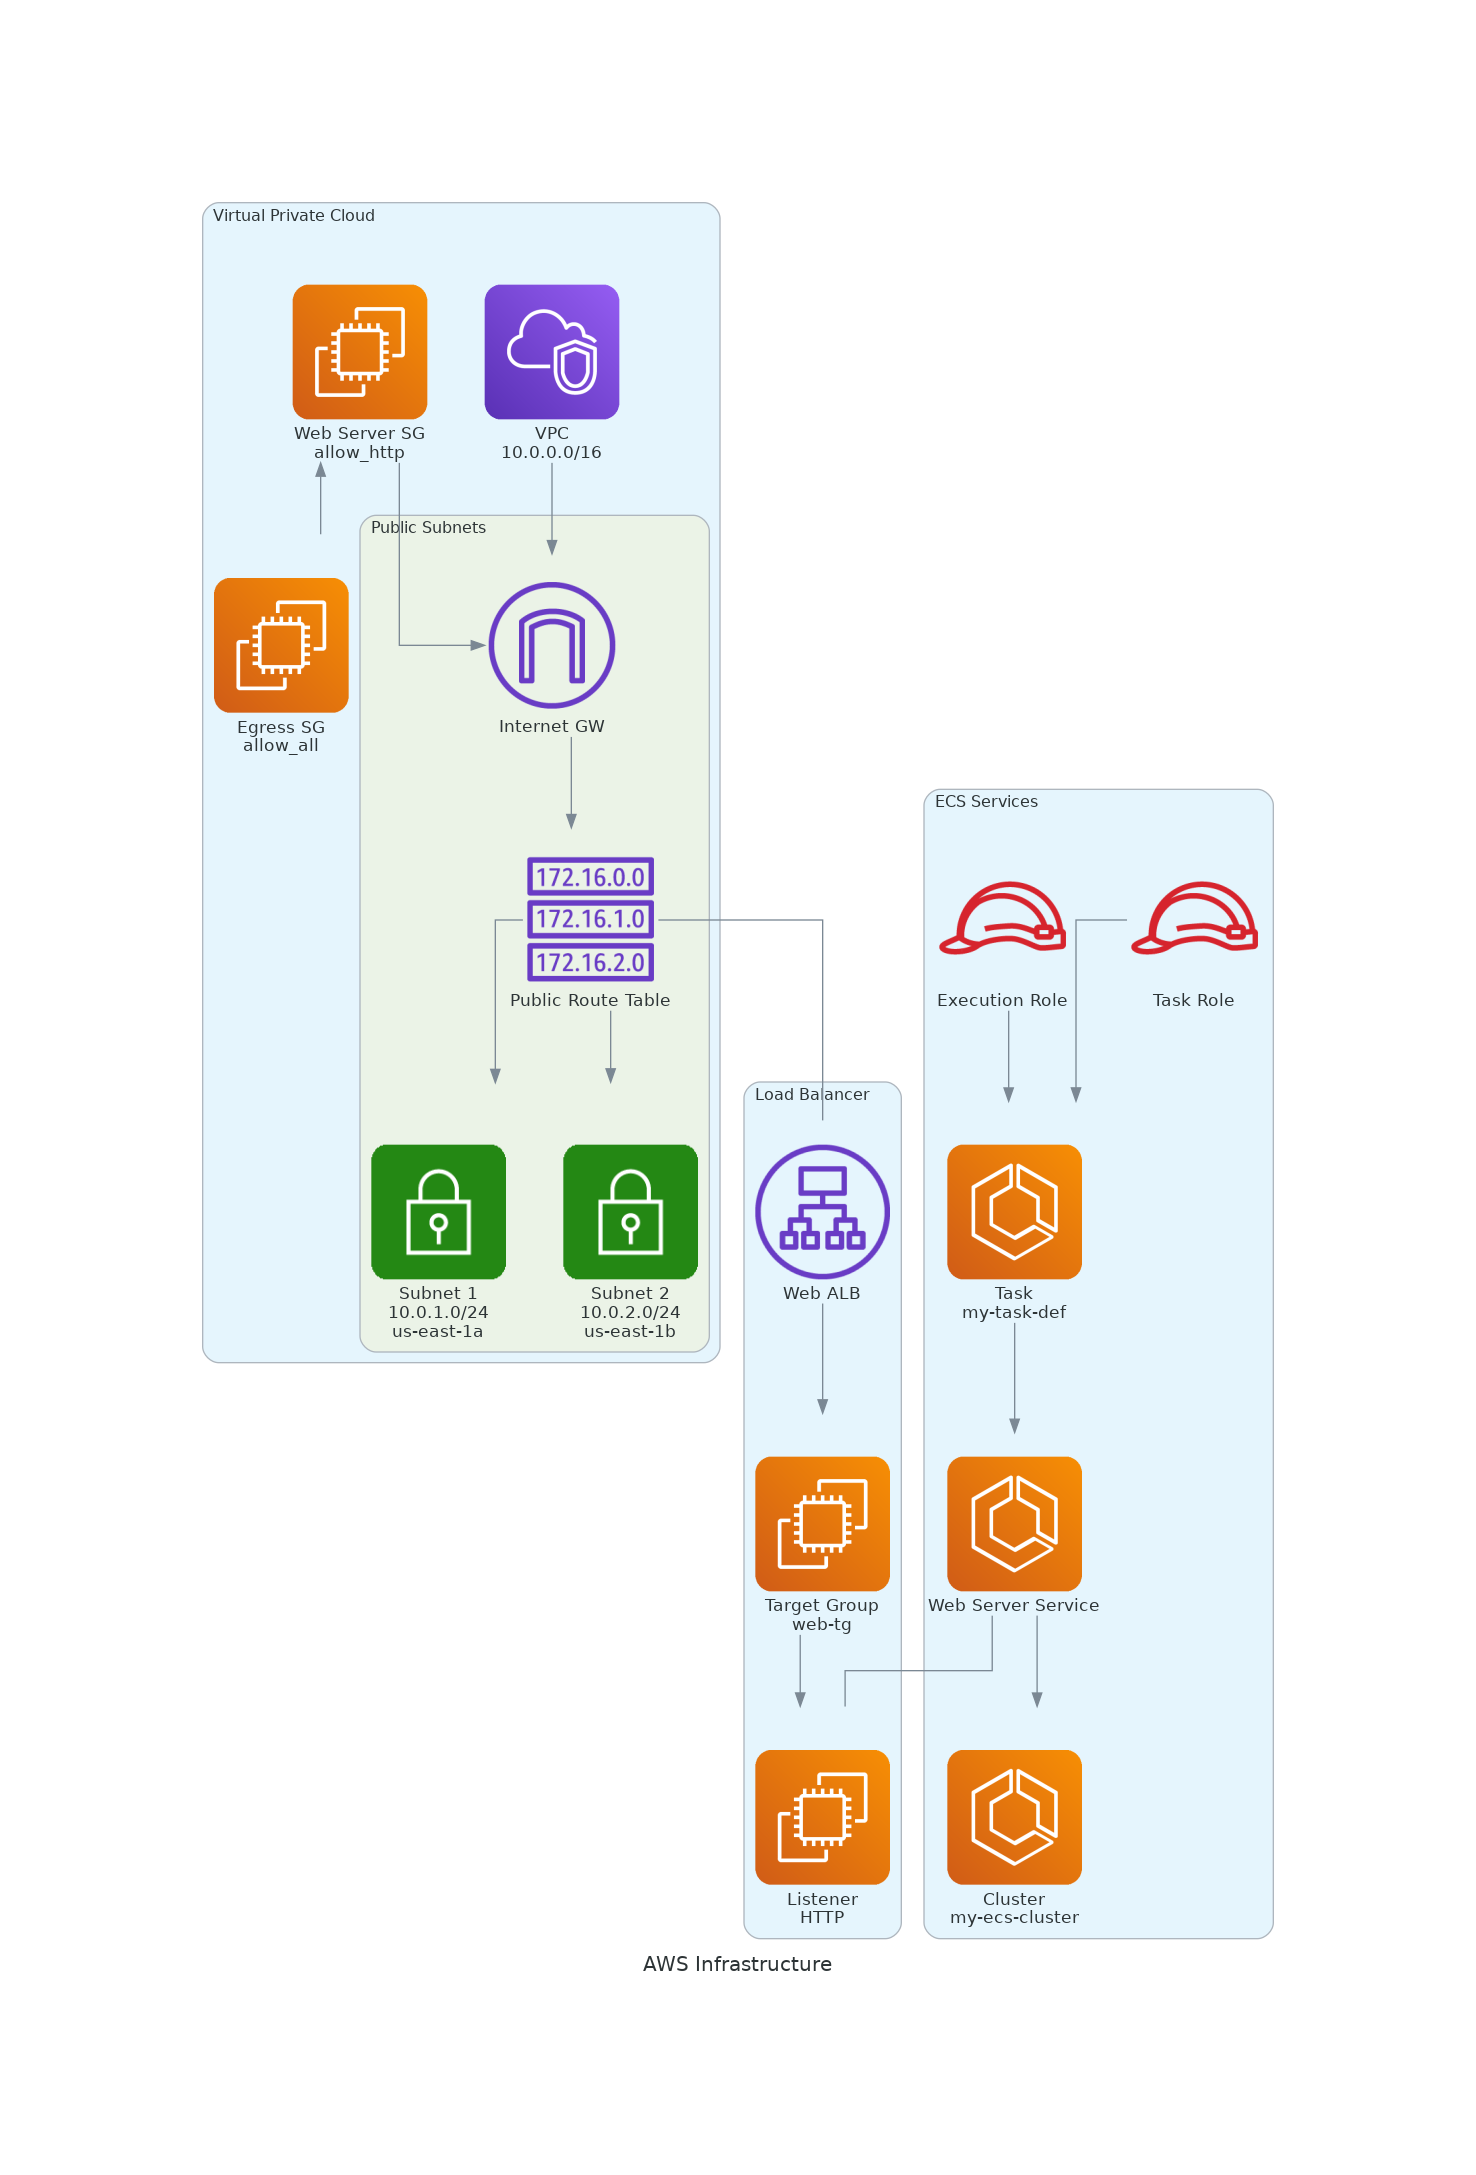 Virtual Private Cloud
Web Server SG
allow_http
VPC
10.0.0.0/16
Public Subnets
Egress SG
allow_all
Internet GW
172.16.0.0
172.16.1.0
172.16.2.0
Public Route Table
Subnet 1
10.0.1.0/24
us-east-1a
Subnet 2
10.0.2.0/24
us-east-1b
Load Balancer
Web ALB
Target Group
web-tg
Listener
HTTP
ECS Services
Execution Role
Task Role
Task
my-task-def
Web Server Service
Cluster
my-ecs-cluster
AWS Infrastructure